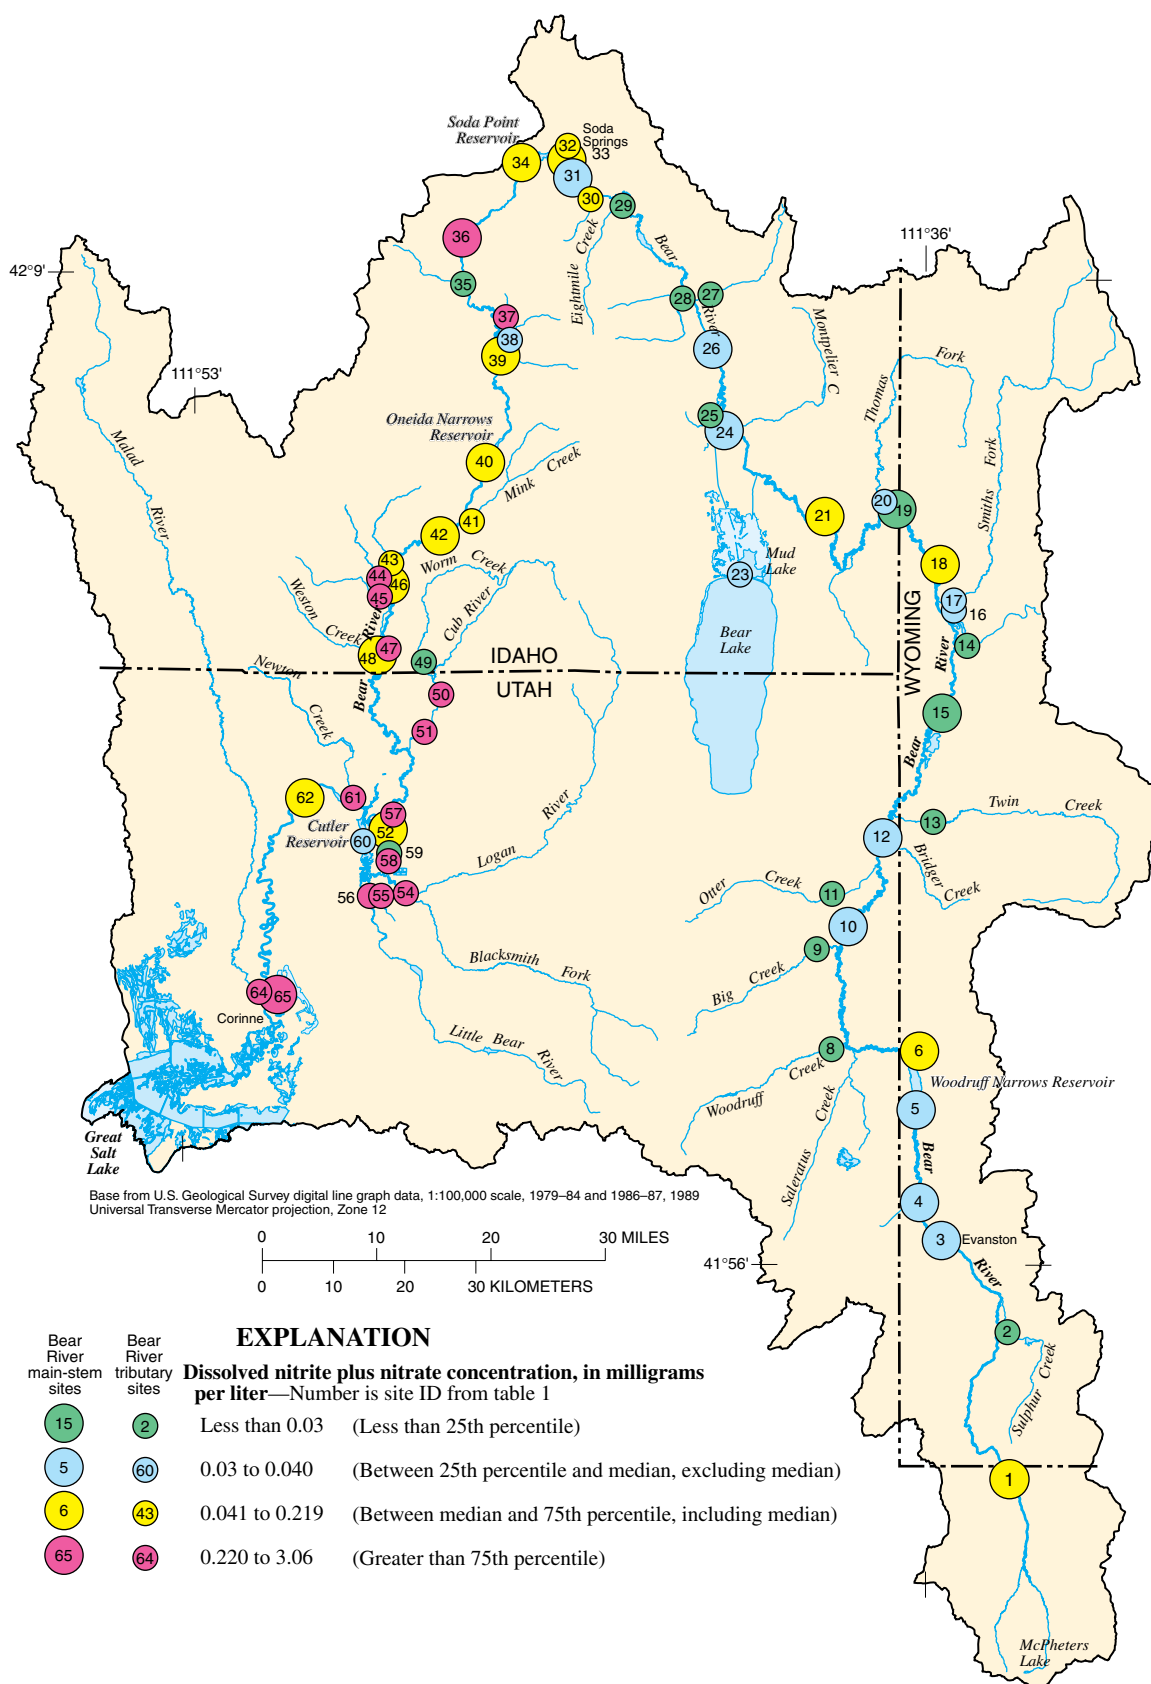 Soda Point
Reservoir
Soda
Springs
32
33
34
31
30
29
36
35
Eightmile
Creek
Bear
River
28
27
26
37
38
39
42°9'
111°53'
111°36'
Montpelier C
Thomas
Fork
Smiths
Fork
Malad
River
Oneida Narrows
Reservoir
40
Mink
Creek
41
42
25
24
21
20
19
18
17
16
14
Mud
Lake
23
Bear
Lake
43
44
46
45
Worm
Creek
Cub River
Weston
Creek
River
47
48
49
IDAHO
UTAH
WYOMING
River
Newton
Creek
Bear
50
51
15
Bear
62
61
57
52
Cutler
Reservoir
60
59
58
56
55
54
Logan
River
12
13
Twin
Creek
Bridger
Creek
Otter
Creek
11
10
9
Big
Creek
Blacksmith
Fork
Little Bear
River
64
65
Corinne
8
Woodruff
Creek
Saleratus
Creek
6
Woodruff Narrows Reservoir
5
Bear
4
3
Evanston
River
Great
Salt
Lake
Base from U.S. Geological Survey digital line graph data, 1:100,000 scale, 1979–84 and 1986–87, 1989
Universal Transverse Mercator projection, Zone 12
0 10 20 30 MILES
0 10 20 30 KILOMETERS
41°56'
2
Sulphur Creek
1
McPheters
Lake
EXPLANATION
Bear
River
main-stem
sites
Bear
River
tributary
sites
Dissolved nitrite plus nitrate concentration, in milligrams
per liter—Number is site ID from table 1
15 2 Less than 0.03 (Less than 25th percentile)
5 60 0.03 to 0.040 (Between 25th percentile and median, excluding median)
6 43 0.041 to 0.219 (Between median and 75th percentile, including median)
65 64 0.220 to 3.06 (Greater than 75th percentile)